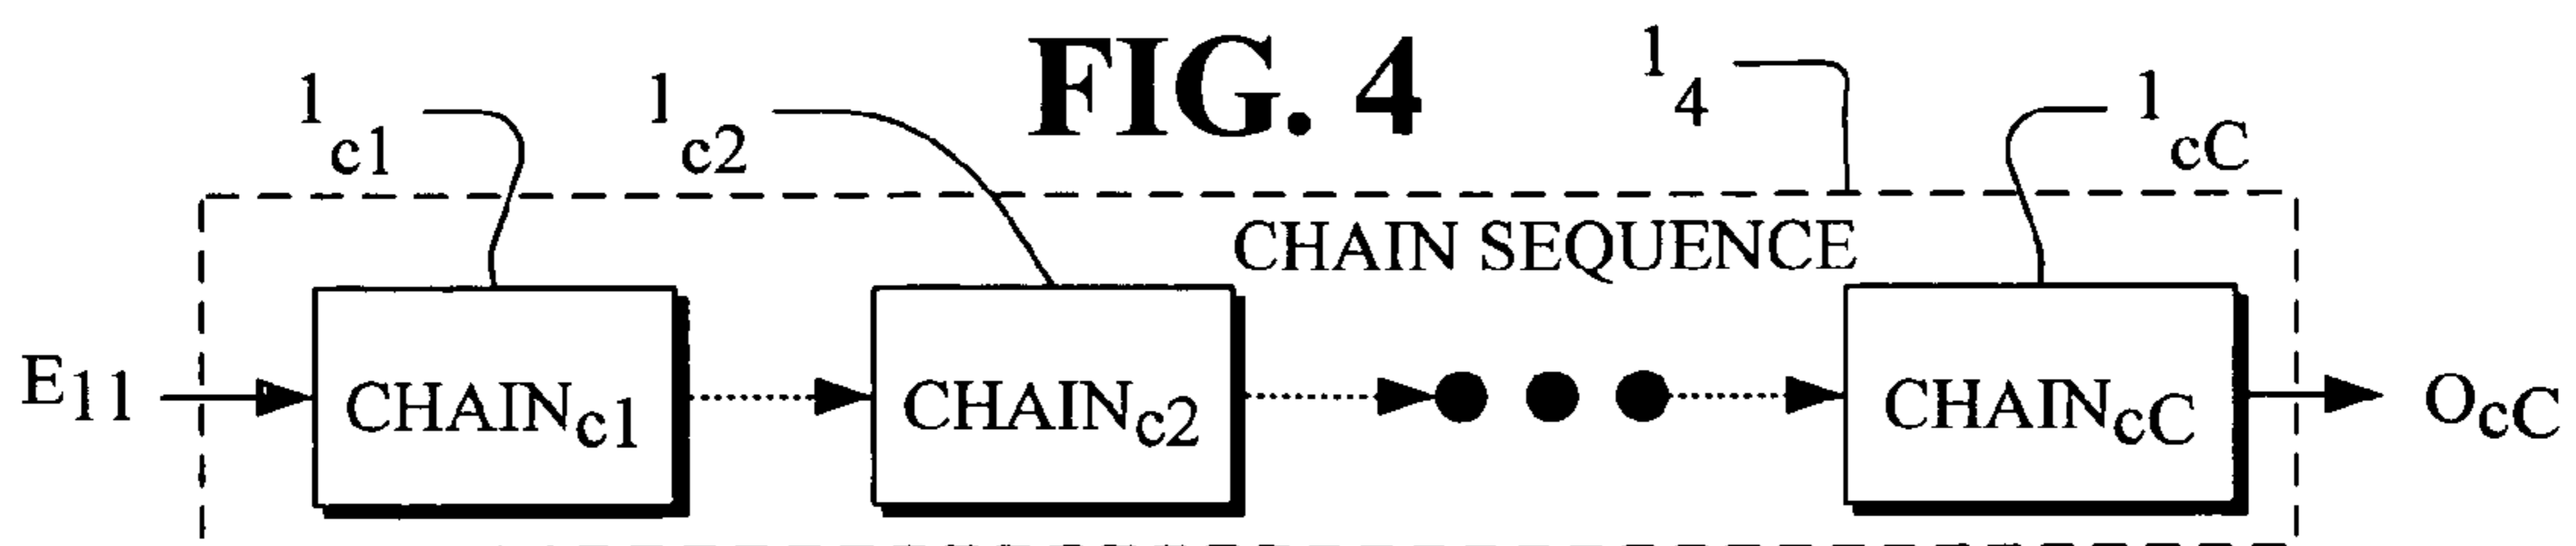 FIG. 4
1c1
1c2
14
1cC
CHAIN SEQUENCE
E11
CHAINc1
CHAINc2
CHAINcC
OcC